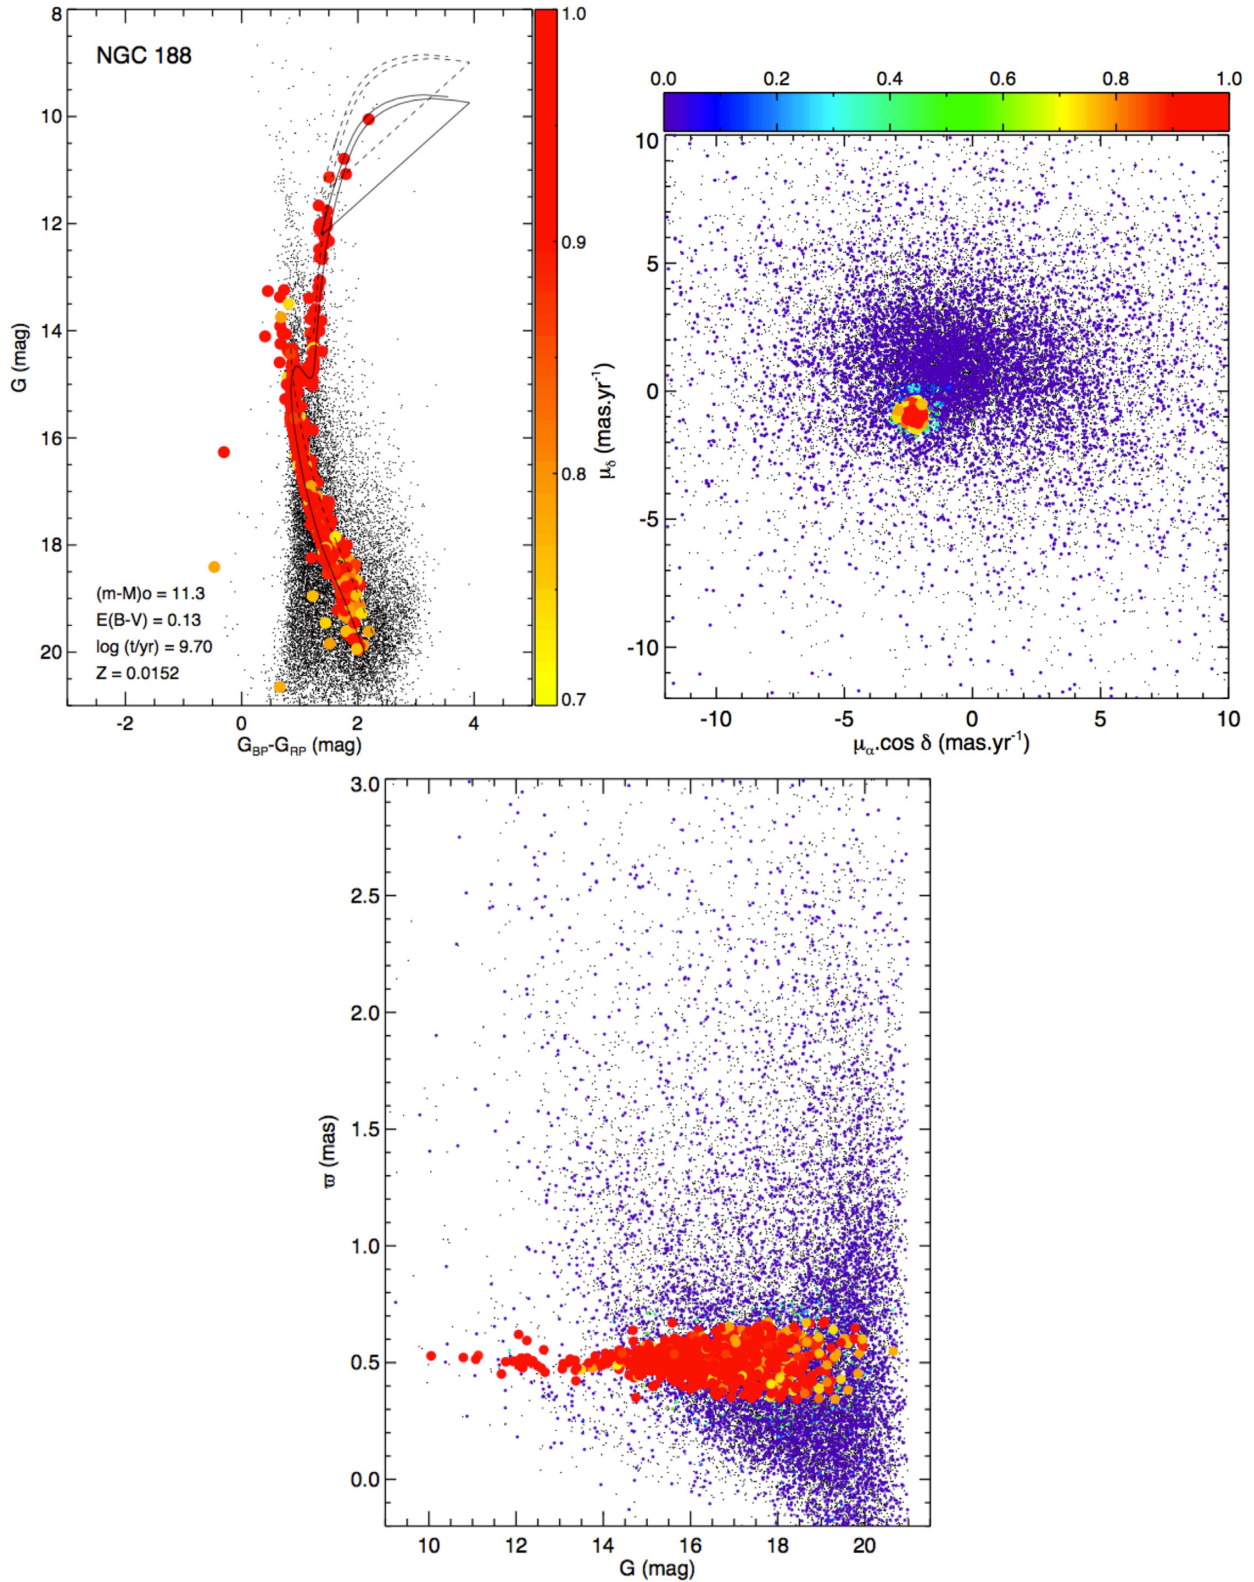 NGC 188
8
10
12
14
16
18
20
G (mag)
(m-M)o = 11.3
E(B-V) = 0.13
log (t/yr) = 9.70
Z = 0.0152
-2 0 2 4
G_BP-G_RP (mag)
1.0
0.9
0.8
0.7
0.0 0.2 0.4 0.6 0.8 1.0
10
5
0
-5
-10
μ_δ (mas.yr⁻¹)
-10 -5 0 5 10
μ_α.cos δ (mas.yr⁻¹)
3.0
2.5
2.0
1.5
1.0
0.5
0.0
ϖ (mas)
10 12 14 16 18 20
G (mag)